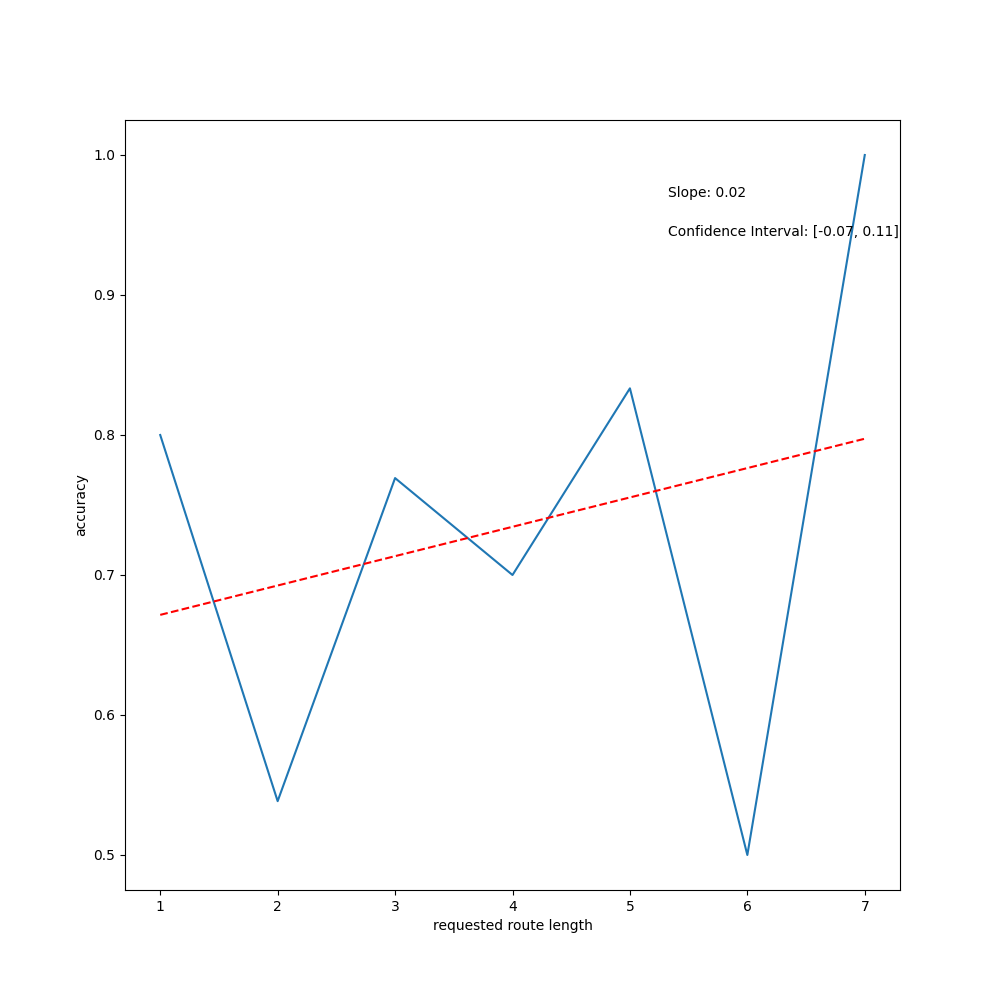 1.0
0.9
0.8
0.7
0.6
0.5
accuracy
Slope: 0.02
Confidence Interval: [-0.07, 0.11]
1 2 3 4 5 6 7
requested route length